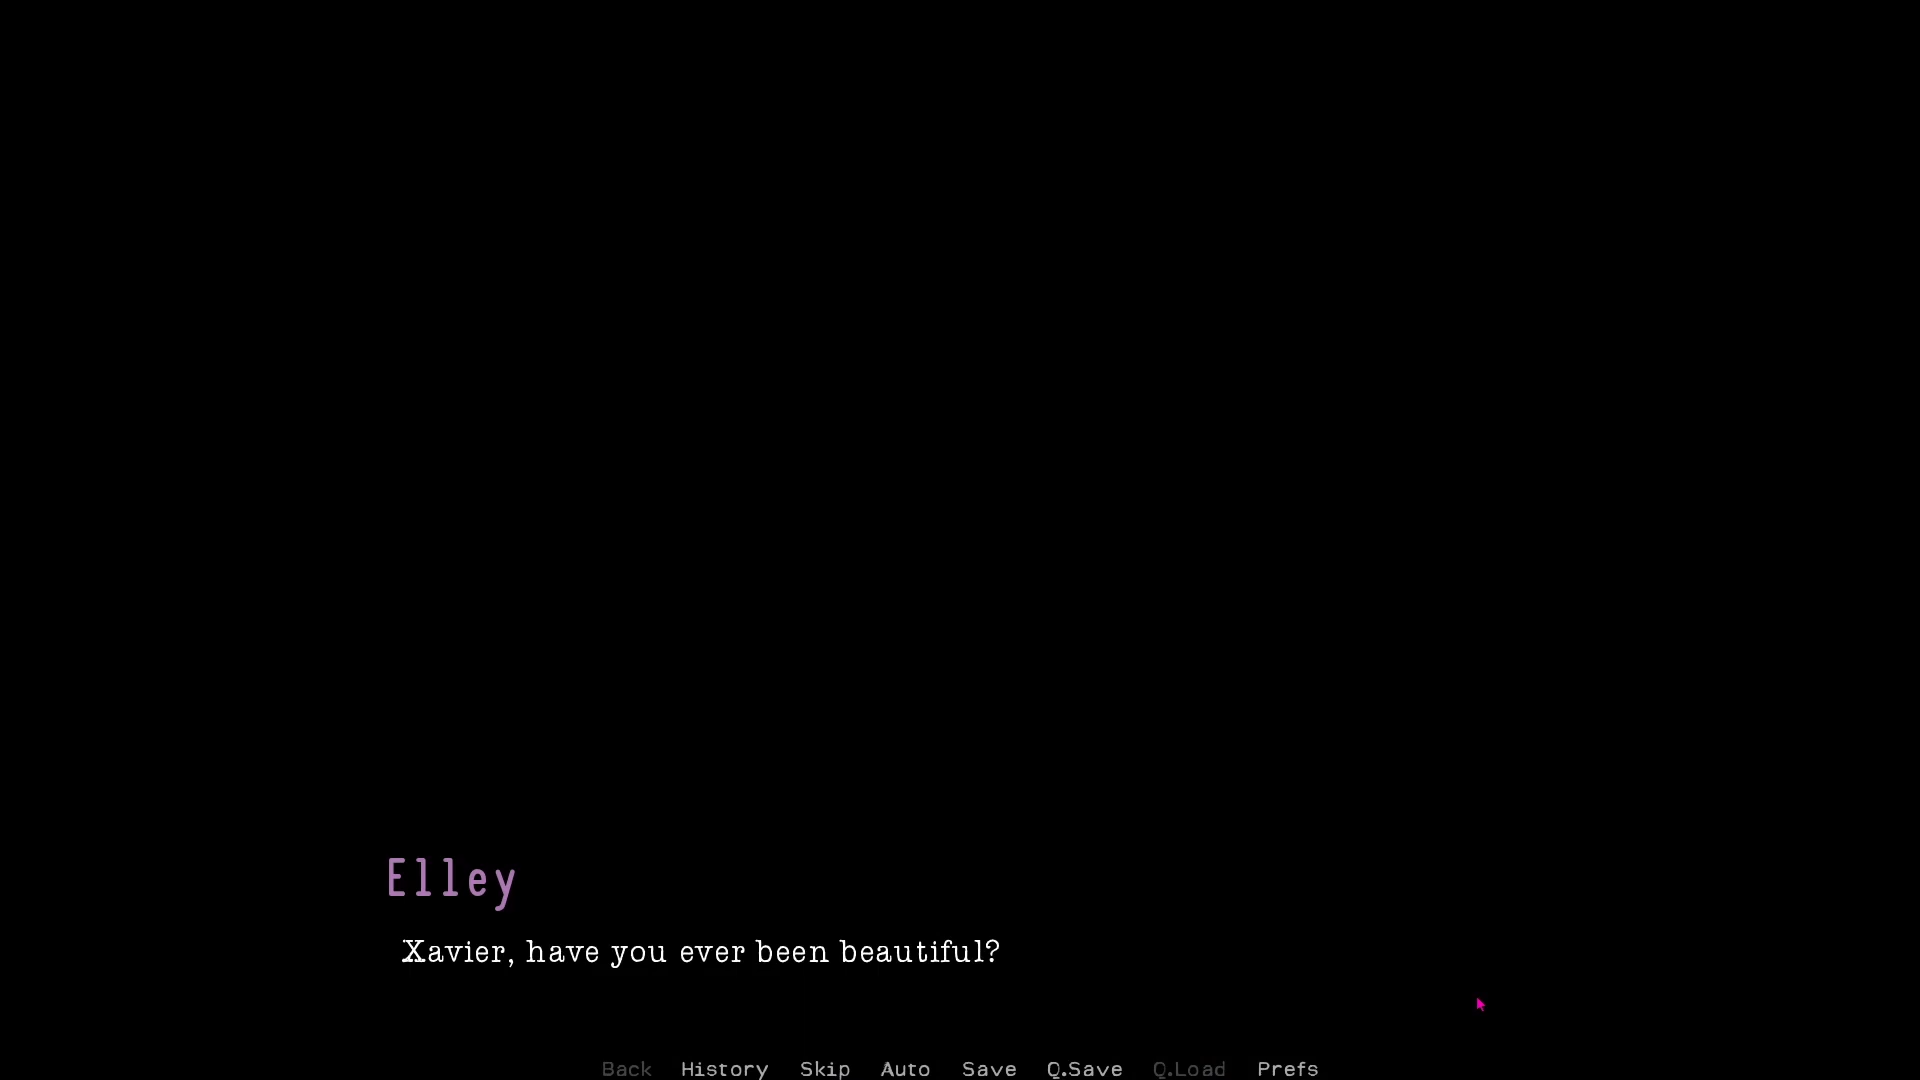 Elley
Xavier, have you ever been beautiful?
Back History Skip Auto Save Q.Save Q.Load Prefs